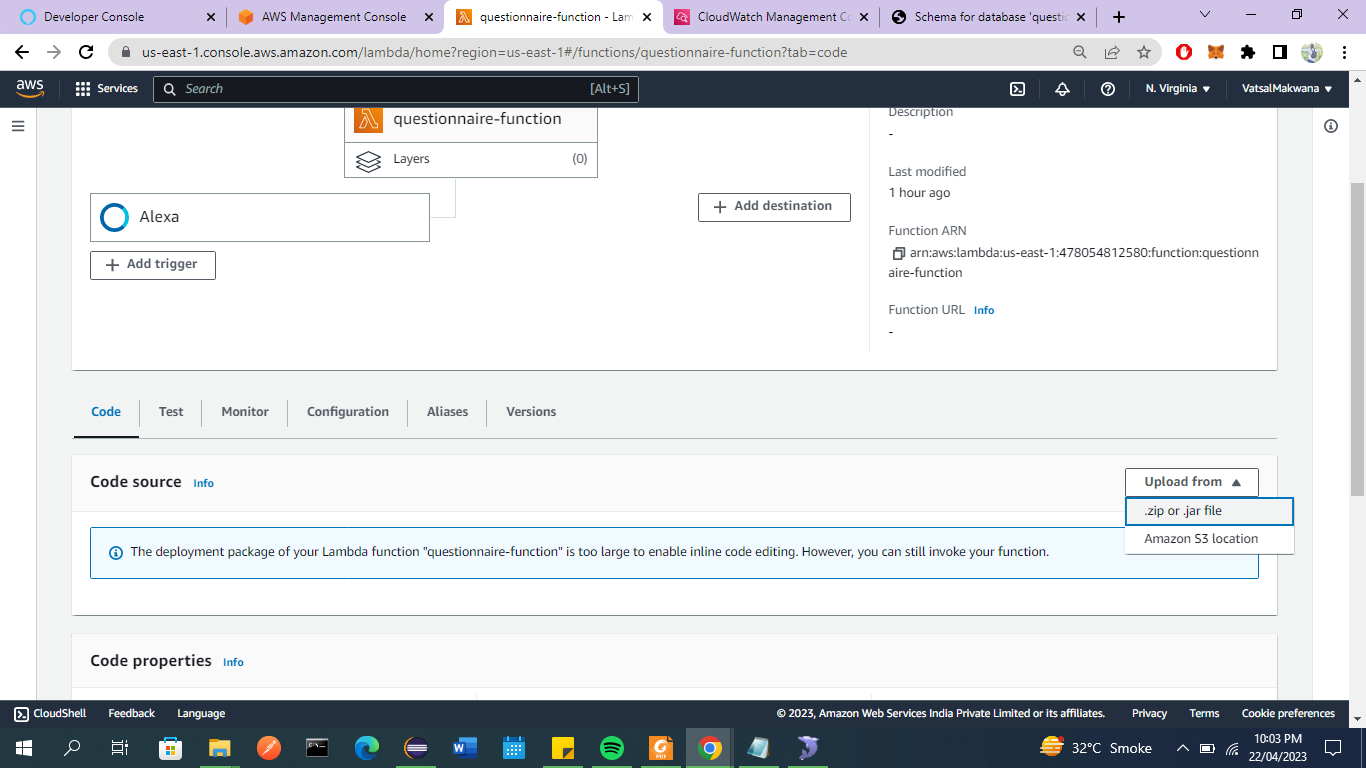 Developer Console
AWS Management Console
questionnaire-function - Lam
CloudWatch Management Co
Schema for database 'questio
us-east-1.console.aws.amazon.com/lambda/home?region=us-east-1#/functions/questionnaire-function?tab=code
aws
Services
Search
[Alt+S]
N. Virginia
VatsalMakwana
questionnaire-function
Layers
(0)
Alexa
Add trigger
Add destination
Description
-
Last modified
1 hour ago
Function ARN
arn:aws:lambda:us-east-1:478054812580:function:questionn
aire-function
Function URL Info
-
Code
Test
Monitor
Configuration
Aliases
Versions
Code source Info
Upload from
.zip or .jar file
Amazon S3 location
The deployment package of your Lambda function "questionnaire-function" is too large to enable inline code editing. However, you can still invoke your function.
Code properties Info
CloudShell
Feedback
Language
© 2023, Amazon Web Services India Private Limited or its affiliates.
Privacy
Terms
Cookie preferences
32°C Smoke
10:03 PM
22/04/2023